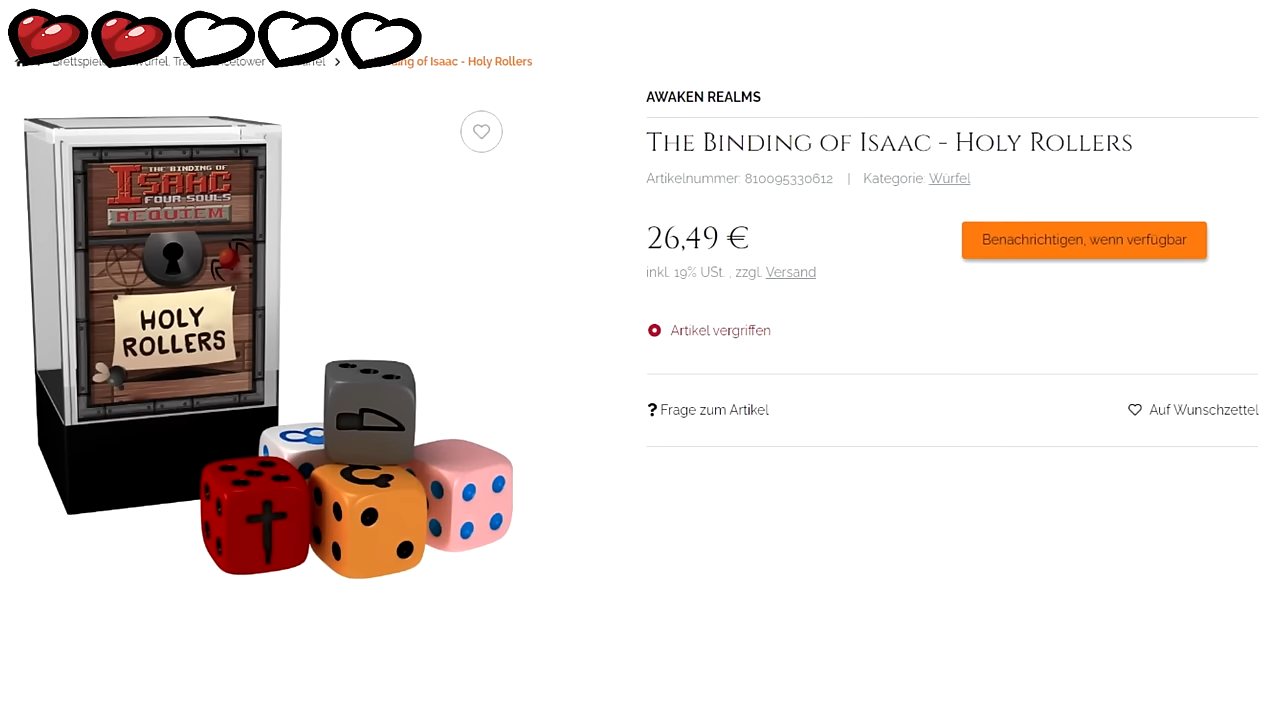 Brettspiele
Würfel,
ding of Isaac - Holy Rollers
AWAKEN REALMS
The Binding of Isaac - Holy Rollers
Artikelnummer: 810095330612 | Kategorie: Würfel
26,49 €
Benachrichtigen, wenn verfügbar
inkl. 19% USt. , zzgl. Versand
Artikel vergriffen
? Frage zum Artikel
Auf Wunschzettel
THE BINDING OF
ISAAC
FOUR SOULS
REQUIEM
HOLY
ROLLERS
8